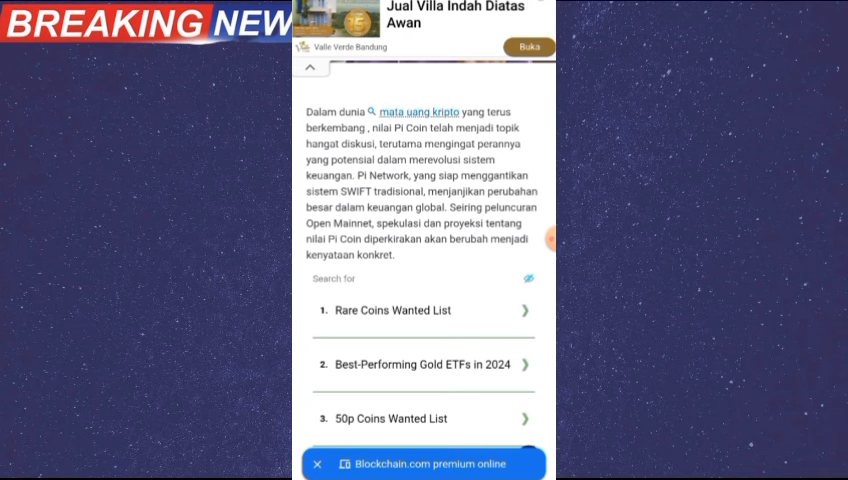 BREAKING NEW
Jual Villa Indah Diatas
Awan
Valle Verde Bandung
Buka
Dalam dunia mata uang kripto yang terus
berkembang , nilai Pi Coin telah menjadi topik
hangat diskusi, terutama mengingat perannya
yang potensial dalam merevolusi sistem
keuangan. Pi Network, yang siap menggantikan
sistem SWIFT tradisional, menjanjikan perubahan
besar dalam keuangan global. Seiring peluncuran
Open Mainnet, spekulasi dan proyeksi tentang
nilai Pi Coin diperkirakan akan berubah menjadi
kenyataan konkret.
Search for
1. Rare Coins Wanted List
2. Best-Performing Gold ETFs in 2024
3. 50p Coins Wanted List
Blockchain.com premium online